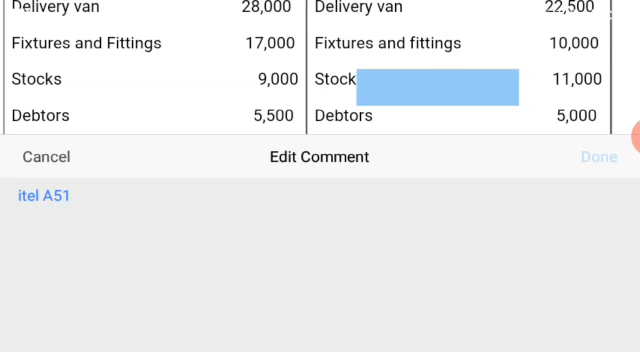 Delivery van 28,000 Delivery van 22,500
Fixtures and Fittings 17,000 Fixtures and fittings 10,000
Stocks 9,000 Stock 11,000
Debtors 5,500 Debtors 5,000
Cancel Edit Comment Done
itel A51